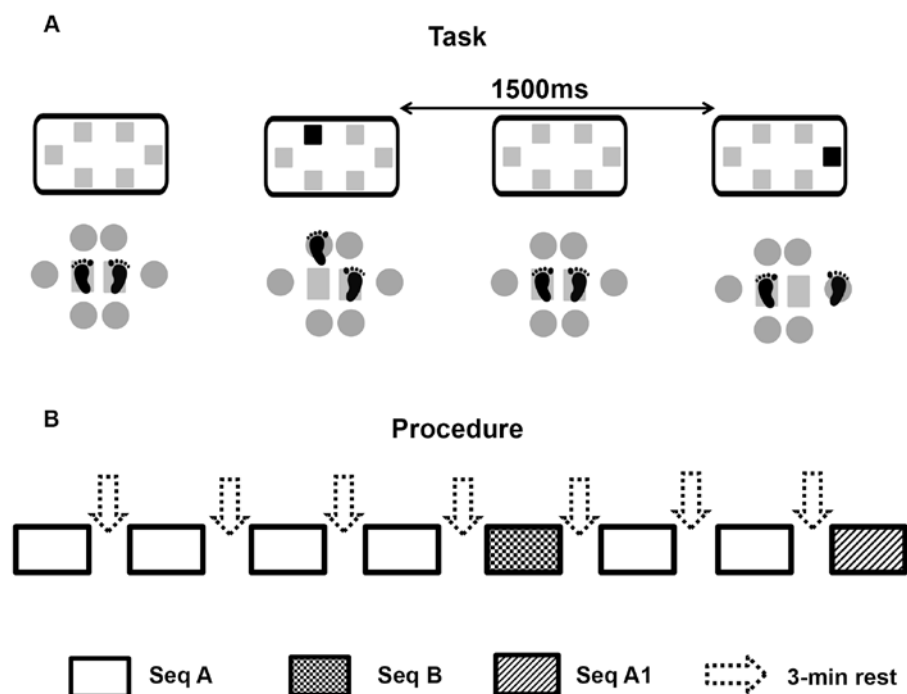 A
Task
1500ms
B
Procedure
Seq A
Seq B
Seq A1
3-min rest